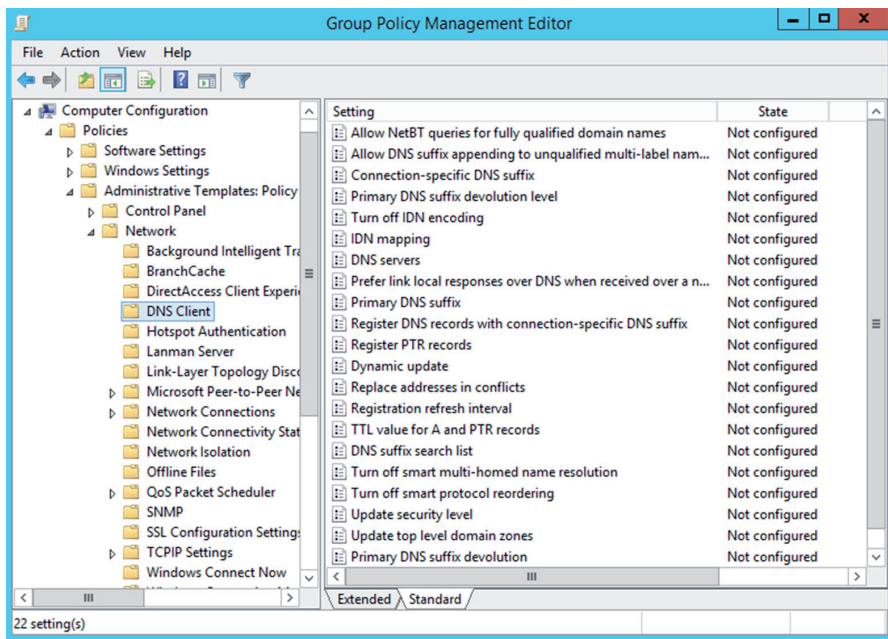 Group Policy Management Editor
File Action View Help
Computer Configuration
Policies
Software Settings
Windows Settings
Administrative Templates: Policy
Control Panel
Network
Background Intelligent Tra
BranchCache
DirectAccess Client Experi
DNS Client
Hotspot Authentication
Lanman Server
Link-Layer Topology Disco
Microsoft Peer-to-Peer Ne
Network Connections
Network Connectivity Stat
Network Isolation
Offline Files
QoS Packet Scheduler
SNMP
SSL Configuration Settings
TCPIP Settings
Windows Connect Now
Setting State
Allow NetBT queries for fully qualified domain names Not configured
Allow DNS suffix appending to unqualified multi-label nam... Not configured
Connection-specific DNS suffix Not configured
Primary DNS suffix devolution level Not configured
Turn off IDN encoding Not configured
IDN mapping Not configured
DNS servers Not configured
Prefer link local responses over DNS when received over a n... Not configured
Primary DNS suffix Not configured
Register DNS records with connection-specific DNS suffix Not configured
Register PTR records Not configured
Dynamic update Not configured
Replace addresses in conflicts Not configured
Registration refresh interval Not configured
TTL value for A and PTR records Not configured
DNS suffix search list Not configured
Turn off smart multi-homed name resolution Not configured
Turn off smart protocol reordering Not configured
Update security level Not configured
Update top level domain zones Not configured
Primary DNS suffix devolution Not configured
Extended Standard
22 setting(s)